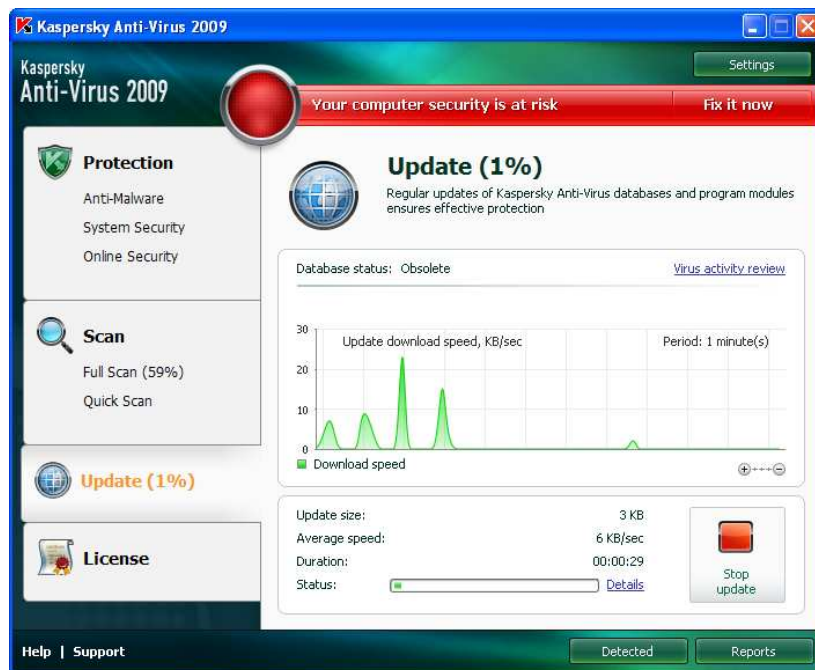 Kaspersky Anti-Virus 2009
Kaspersky
Anti-Virus 2009
Settings
Your computer security is at risk
Fix it now
Protection
Anti-Malware
System Security
Online Security
Scan
Full Scan (59%)
Quick Scan
Update (1%)
License
Update (1%)
Regular updates of Kaspersky Anti-Virus databases and program modules
ensures effective protection
Database status: Obsolete
Virus activity review
30
Update download speed, KB/sec
Period: 1 minute(s)
20
10
0
Download speed
Update size: 3 KB
Average speed: 6 KB/sec
Duration: 00:00:29
Status: Details
Stop
update
Help | Support
Detected
Reports